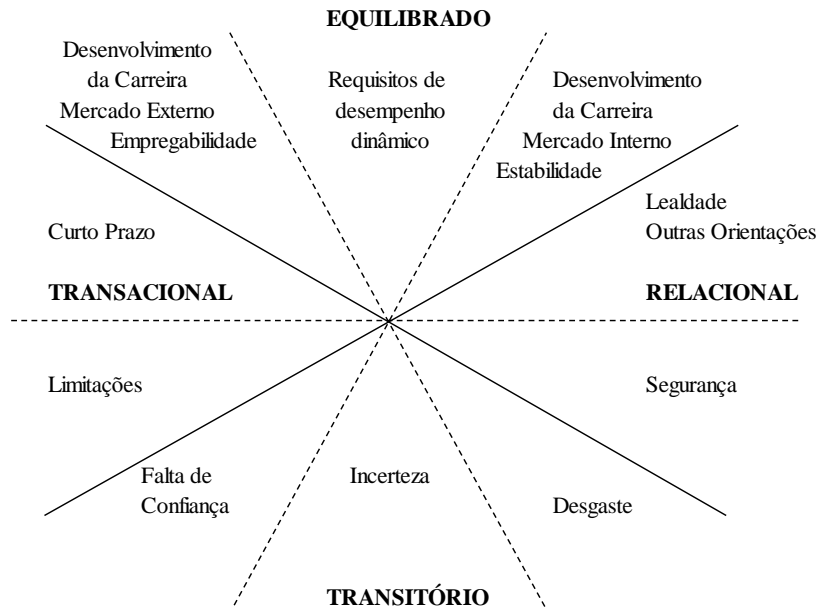 EQUILIBRADO
Desenvolvimento
da Carreira
Mercado Externo
Empregabilidade
Requisitos de
desempenho
dinâmico
Desenvolvimento
da Carreira
Mercado Interno
Estabilidade
Curto Prazo
Lealdade
Outras Orientações
TRANSACIONAL
RELACIONAL
Limitações
Segurança
Falta de
Confiança
Incerteza
Desgaste
TRANSITÓRIO